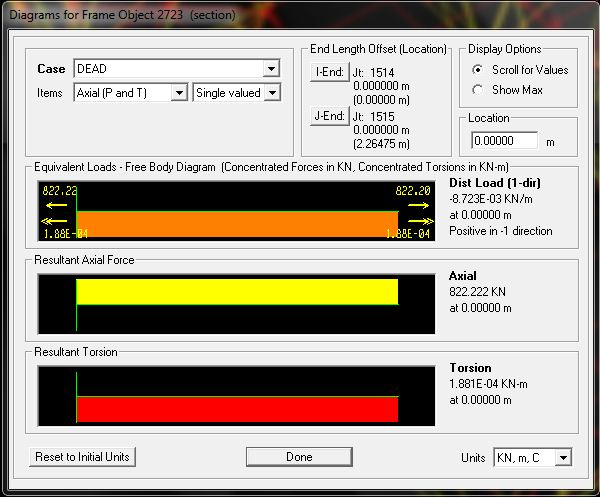 Diagrams for Frame Object 2723 (section)
Case DEAD
Items Axial (P and T) Single valued
End Length Offset (Location)
I-End: Jt: 1514
0.000000 m
(0.00000 m)
J-End: Jt: 1515
0.000000 m
(2.26475 m)
Display Options
Scroll for Values
Show Max
Location
0.00000 m
Equivalent Loads - Free Body Diagram (Concentrated Forces in KN, Concentrated Torsions in KN-m)
822.22 822.20
1.88E-04 1.88E-04
Dist Load (1-dir)
-8.723E-03 KN/m
at 0.00000 m
Positive in -1 direction
Resultant Axial Force
Axial
822.222 KN
at 0.00000 m
Resultant Torsion
Torsion
1.881E-04 KN-m
at 0.00000 m
Reset to Initial Units
Done
Units KN, m, C